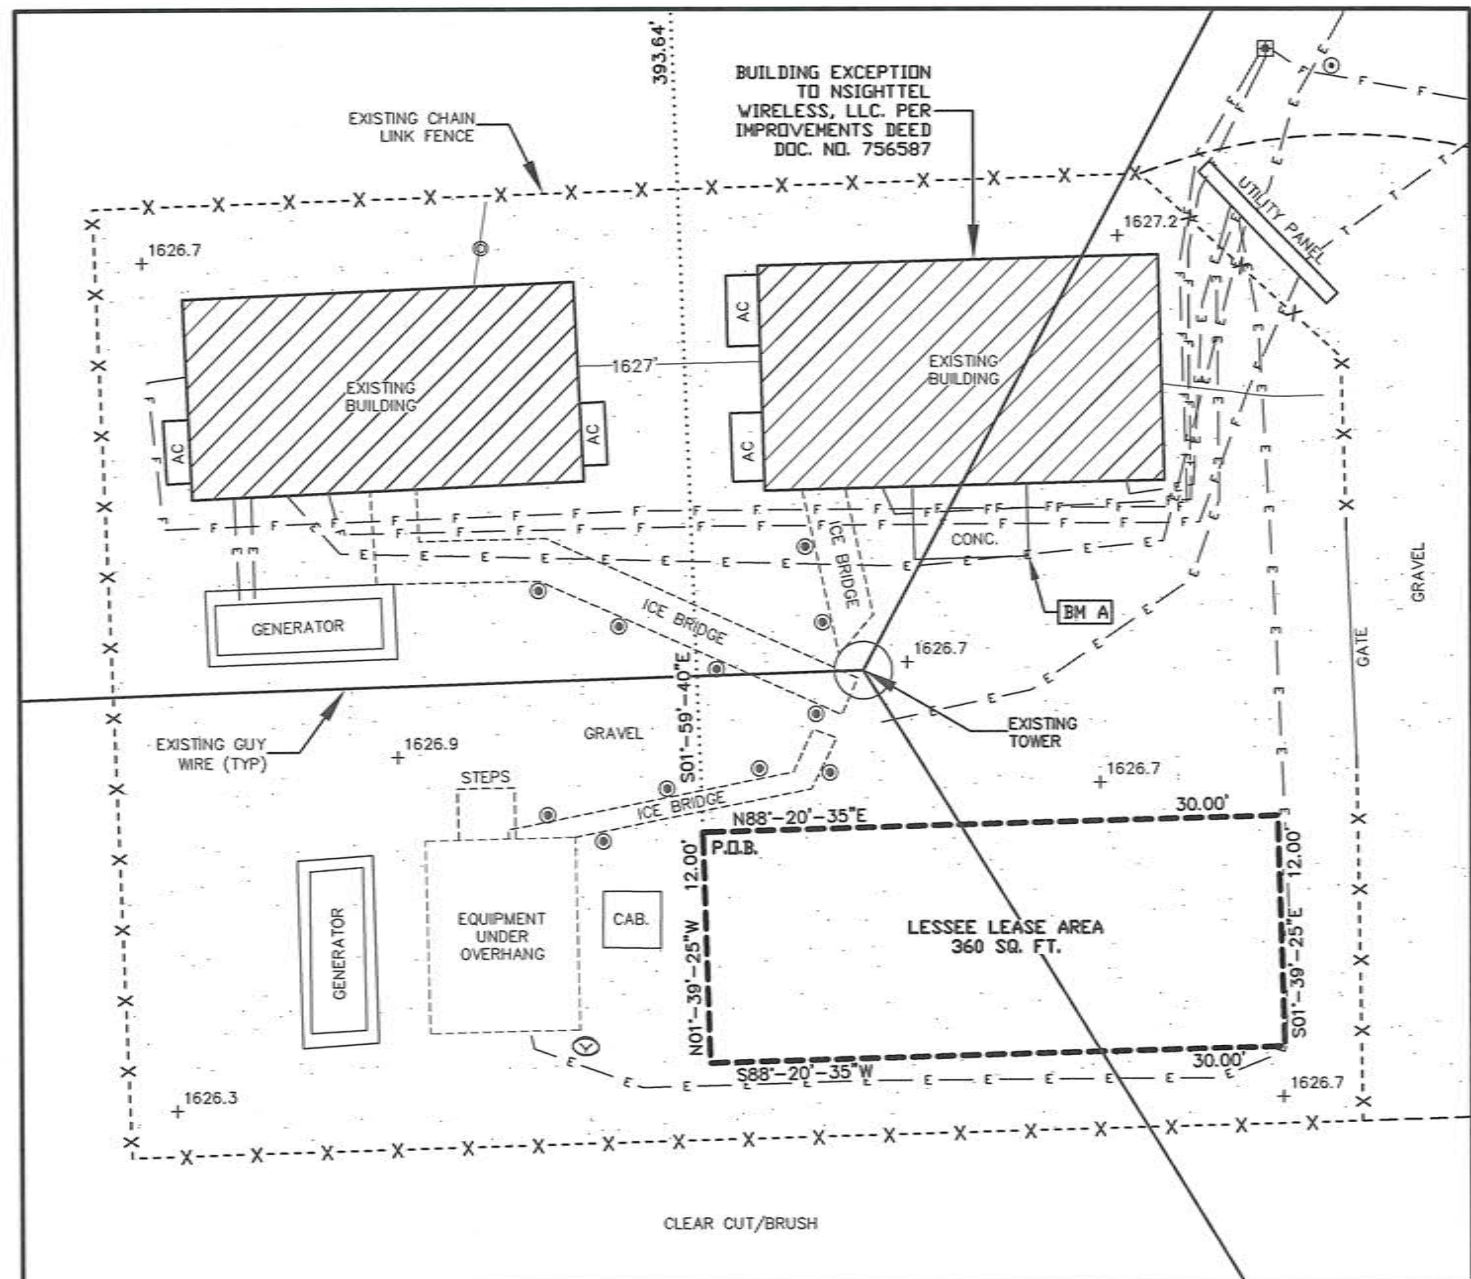 393.64'
BUILDING EXCEPTION
TO NSIGHTTEL
WIRELESS, LLC. PER
IMPROVEMENTS DEED
DOC. NO. 756587
EXISTING CHAIN
LINK FENCE
UTILITY PANEL
1626.7
1627.2
AC
EXISTING
BUILDING
1627'
EXISTING
BUILDING
AC
AC
AC
CONC.
ICE BRIDGE
GRAVEL
BM A
GENERATOR
ICE BRIDGE
GATE
1626.7
S01°-59'-40"E
EXISTING GUY
WIRE (TYP)
GRAVEL
EXISTING
TOWER
1626.9
STEPS
1626.7
ICE BRIDGE
N88°-20'-35"E
30.00'
P.O.B.
12.00'
12.00'
GENERATOR
EQUIPMENT
UNDER
OVERHANG
CAB.
LESSEE LEASE AREA
360 SQ. FT.
N01°-39'-25"W
S01°-39'-25"E
S88°-20'-35"W
30.00'
1626.3
1626.7
CLEAR CUT/BRUSH